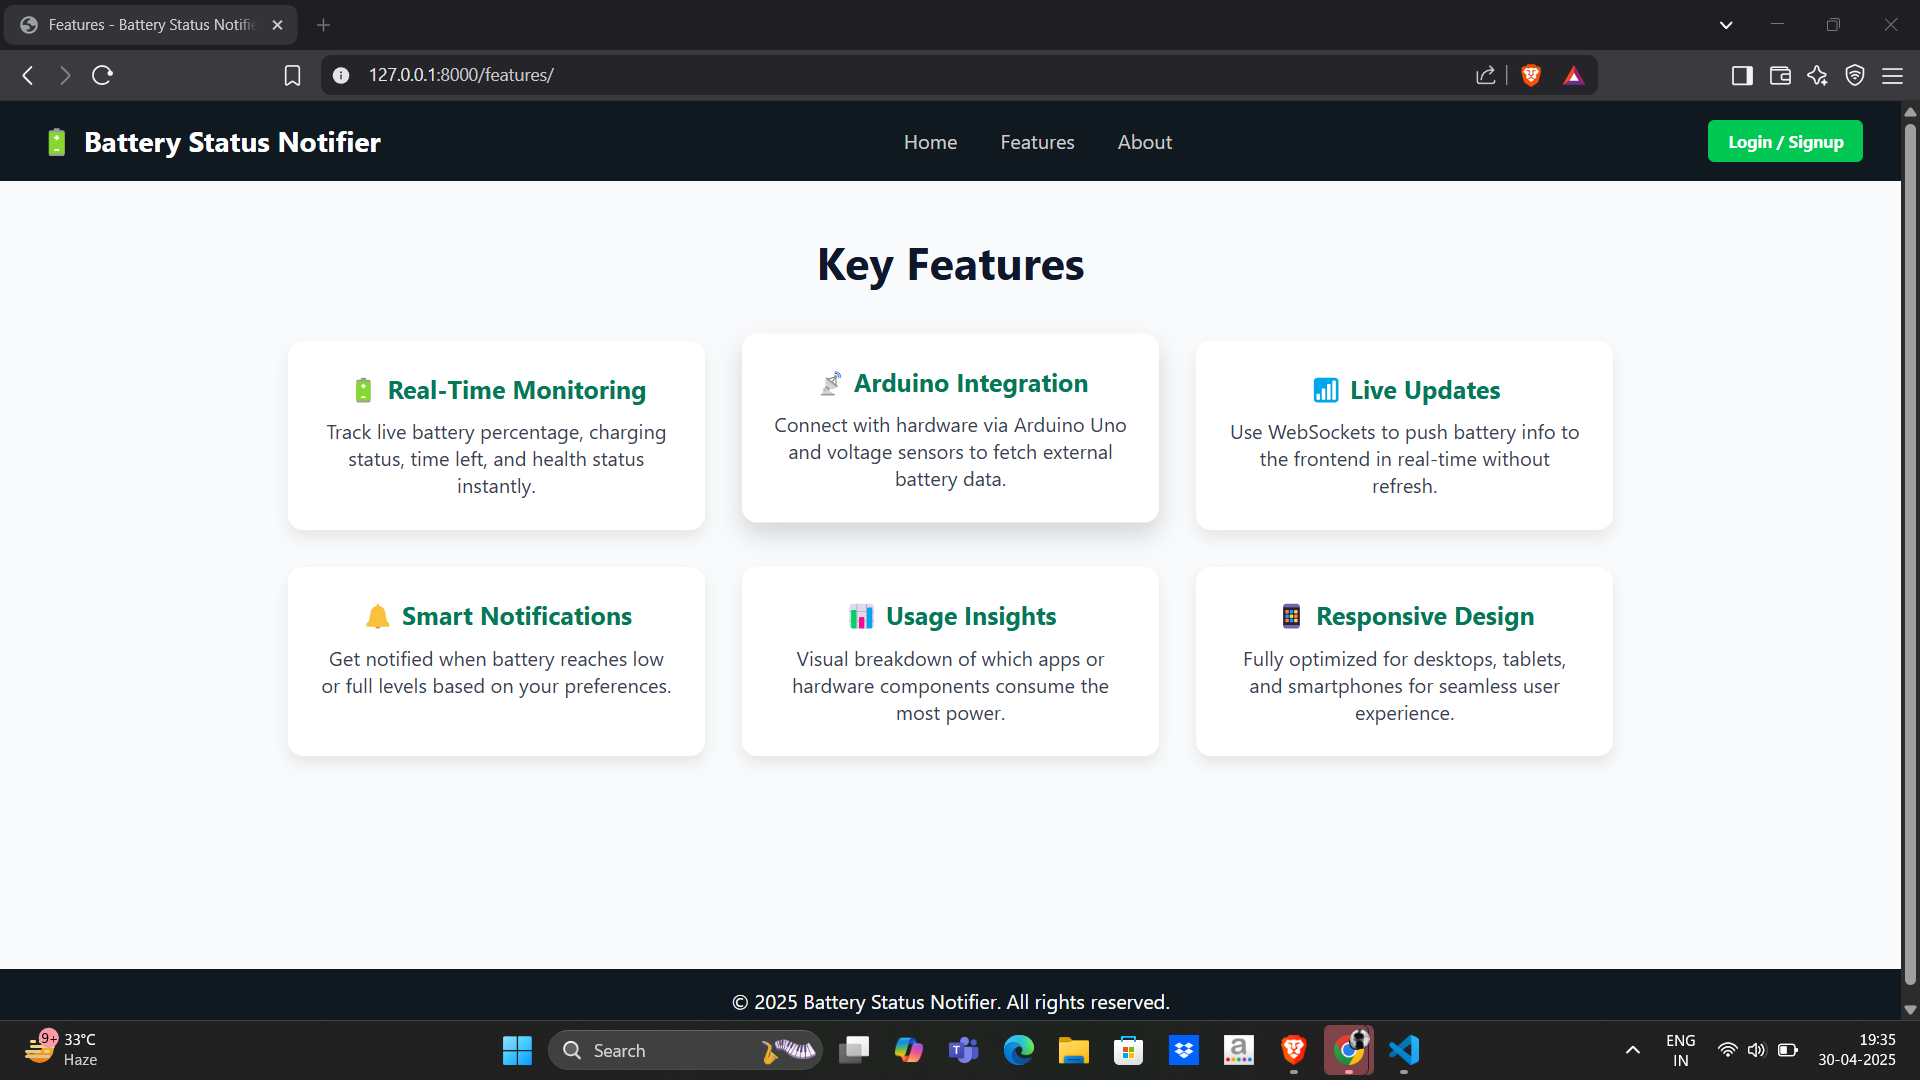 Features - Battery Status Notifie
127.0.0.1:8000/features/
Battery Status Notifier
Home
Features
About
Login / Signup
Key Features
Real-Time Monitoring
Track live battery percentage, charging
status, time left, and health status
instantly.
Arduino Integration
Connect with hardware via Arduino Uno
and voltage sensors to fetch external
battery data.
Live Updates
Use WebSockets to push battery info to
the frontend in real-time without
refresh.
Smart Notifications
Get notified when battery reaches low
or full levels based on your preferences.
Usage Insights
Visual breakdown of which apps or
hardware components consume the
most power.
Responsive Design
Fully optimized for desktops, tablets,
and smartphones for seamless user
experience.
© 2025 Battery Status Notifier. All rights reserved.
9+
33°C
Haze
Search
ENG
IN
19:35
30-04-2025